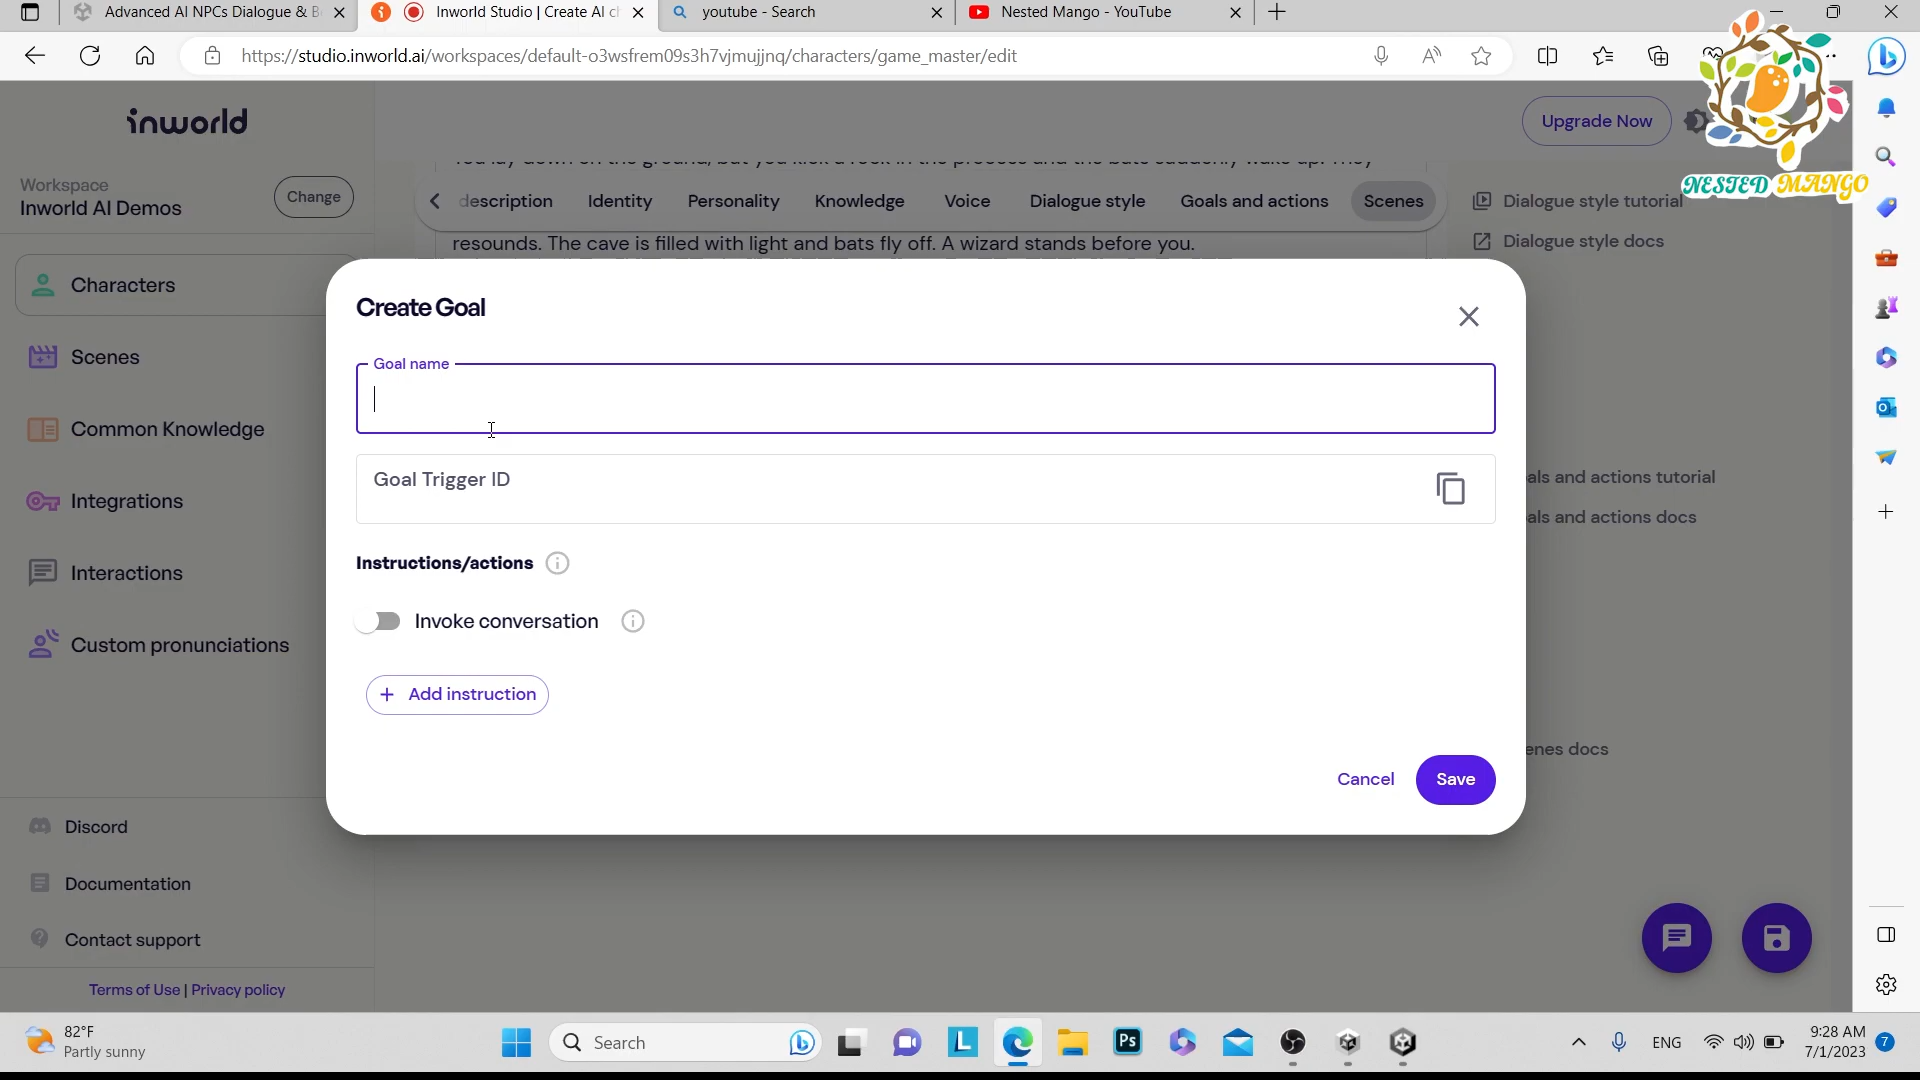 Advanced AI NPCs Dialogue & B
Inworld Studio | Create AI ch
youtube - Search
Nested Mango - YouTube
https://studio.inworld.ai/workspaces/default-o3wsfrem09s3h7vjmujjnq/characters/game_master/edit
inworld
Upgrade Now
NESTED MANGO
Workspace
Inworld AI Demos
Change
You lay down on the ground, but you kick a rock in the process and the bats suddenly wake up. They
description
Identity
Personality
Knowledge
Voice
Dialogue style
Goals and actions
Scenes
Dialogue style tutorial
resounds. The cave is filled with light and bats fly off. A wizard stands before you.
Dialogue style docs
Characters
Scenes
Common Knowledge
Integrations
Interactions
Custom pronunciations
Create Goal
Goal name
Goal Trigger ID
Instructions/actions
Invoke conversation
+ Add instruction
Cancel
Save
als and actions tutorial
als and actions docs
enes docs
Discord
Documentation
Contact support
Terms of Use | Privacy policy
82°F
Partly sunny
Search
L
Ps
ENG
9:28 AM
7/1/2023
7